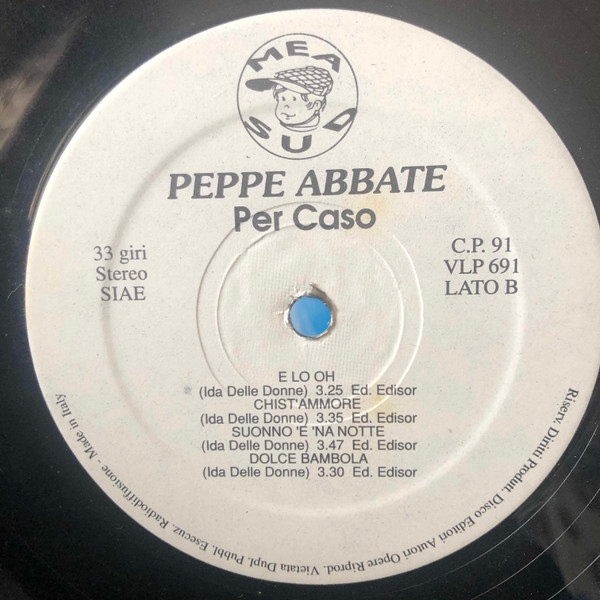 MEA
SUD
PEPPE ABBATE
Per Caso
33 giri
Stereo
SIAE
C.P. 91
VLP 691
LATO B
E LO OH
(Ida Delle Donne) 3.25 Ed. Edisor
CHIST'AMMORE
(Ida Delle Donne) 3.35 Ed. Edisor
SUONNO 'E 'NA NOTTE
(Ida Delle Donne) 3.47 Ed. Edisor
DOLCE BAMBOLA
(Ida Delle Donne) 3.30 Ed. Edisor
Riserv. Diritti Produtt. Disco Editori Autori Opere Riprod. Vietata Dupl. Pubbl. Esecuz. Radiodiffusione - Made in Italy